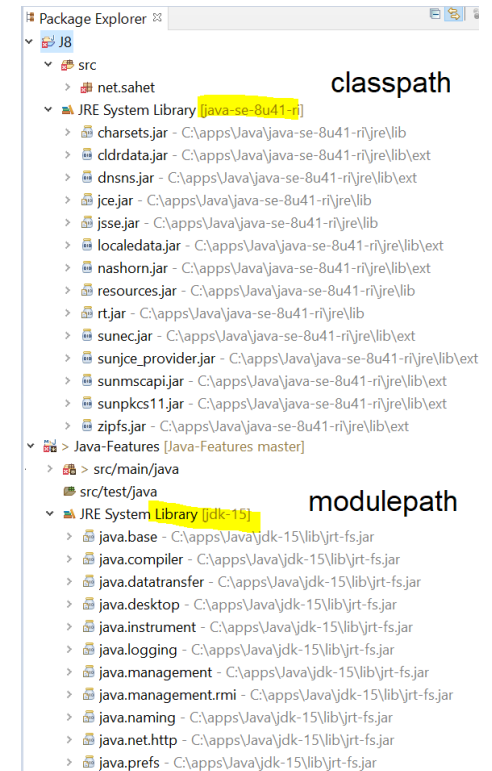 Package Explorer
J8
src
net.sahet
classpath
JRE System Library [java-se-8u41-ri]
charsets.jar - C:\apps\Java\java-se-8u41-ri\jre\lib
cldrdata.jar - C:\apps\Java\java-se-8u41-ri\jre\lib\ext
dnsns.jar - C:\apps\Java\java-se-8u41-ri\jre\lib\ext
jce.jar - C:\apps\Java\java-se-8u41-ri\jre\lib
jsse.jar - C:\apps\Java\java-se-8u41-ri\jre\lib
localedata.jar - C:\apps\Java\java-se-8u41-ri\jre\lib\ext
nashorn.jar - C:\apps\Java\java-se-8u41-ri\jre\lib\ext
resources.jar - C:\apps\Java\java-se-8u41-ri\jre\lib
rt.jar - C:\apps\Java\java-se-8u41-ri\jre\lib
sunec.jar - C:\apps\Java\java-se-8u41-ri\jre\lib\ext
sunjce_provider.jar - C:\apps\Java\java-se-8u41-ri\jre\lib\ext
sunmscapi.jar - C:\apps\Java\java-se-8u41-ri\jre\lib\ext
sunpkcs11.jar - C:\apps\Java\java-se-8u41-ri\jre\lib\ext
zipfs.jar - C:\apps\Java\java-se-8u41-ri\jre\lib\ext
> Java-Features [Java-Features master]
> src/main/java
src/test/java
modulepath
JRE System Library [jdk-15]
java.base - C:\apps\Java\jdk-15\lib\jrt-fs.jar
java.compiler - C:\apps\Java\jdk-15\lib\jrt-fs.jar
java.datatransfer - C:\apps\Java\jdk-15\lib\jrt-fs.jar
java.desktop - C:\apps\Java\jdk-15\lib\jrt-fs.jar
java.instrument - C:\apps\Java\jdk-15\lib\jrt-fs.jar
java.logging - C:\apps\Java\jdk-15\lib\jrt-fs.jar
java.management - C:\apps\Java\jdk-15\lib\jrt-fs.jar
java.management.rmi - C:\apps\Java\jdk-15\lib\jrt-fs.jar
java.naming - C:\apps\Java\jdk-15\lib\jrt-fs.jar
java.net.http - C:\apps\Java\jdk-15\lib\jrt-fs.jar
java.prefs - C:\apps\Java\jdk-15\lib\jrt-fs.jar